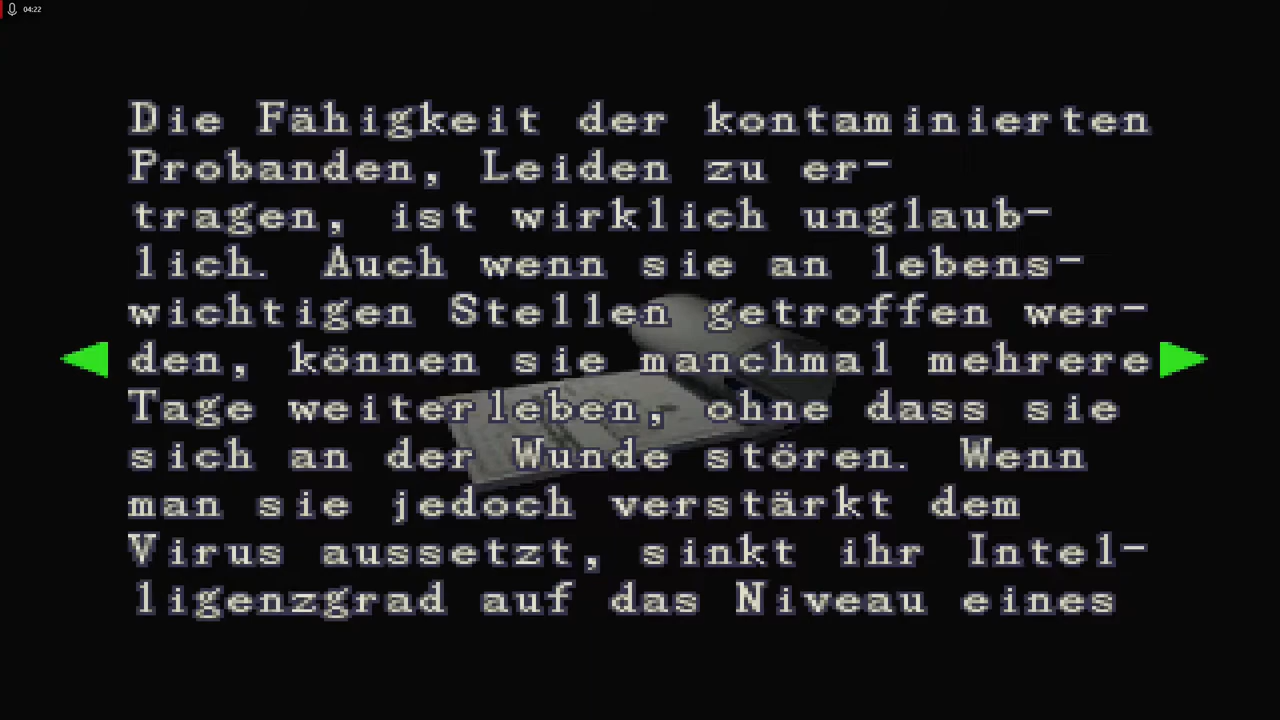 04:22
Die Fähigkeit der kontaminierten
Probanden, Leiden zu er-
tragen, ist wirklich unglaub-
lich. Auch wenn sie an lebens-
wichtigen Stellen getroffen wer-
den, können sie manchmal mehrere
Tage weiterleben, ohne dass sie
sich an der Wunde stören. Wenn
man sie jedoch verstärkt dem
Virus aussetzt, sinkt ihr Intel-
ligenzgrad auf das Niveau eines